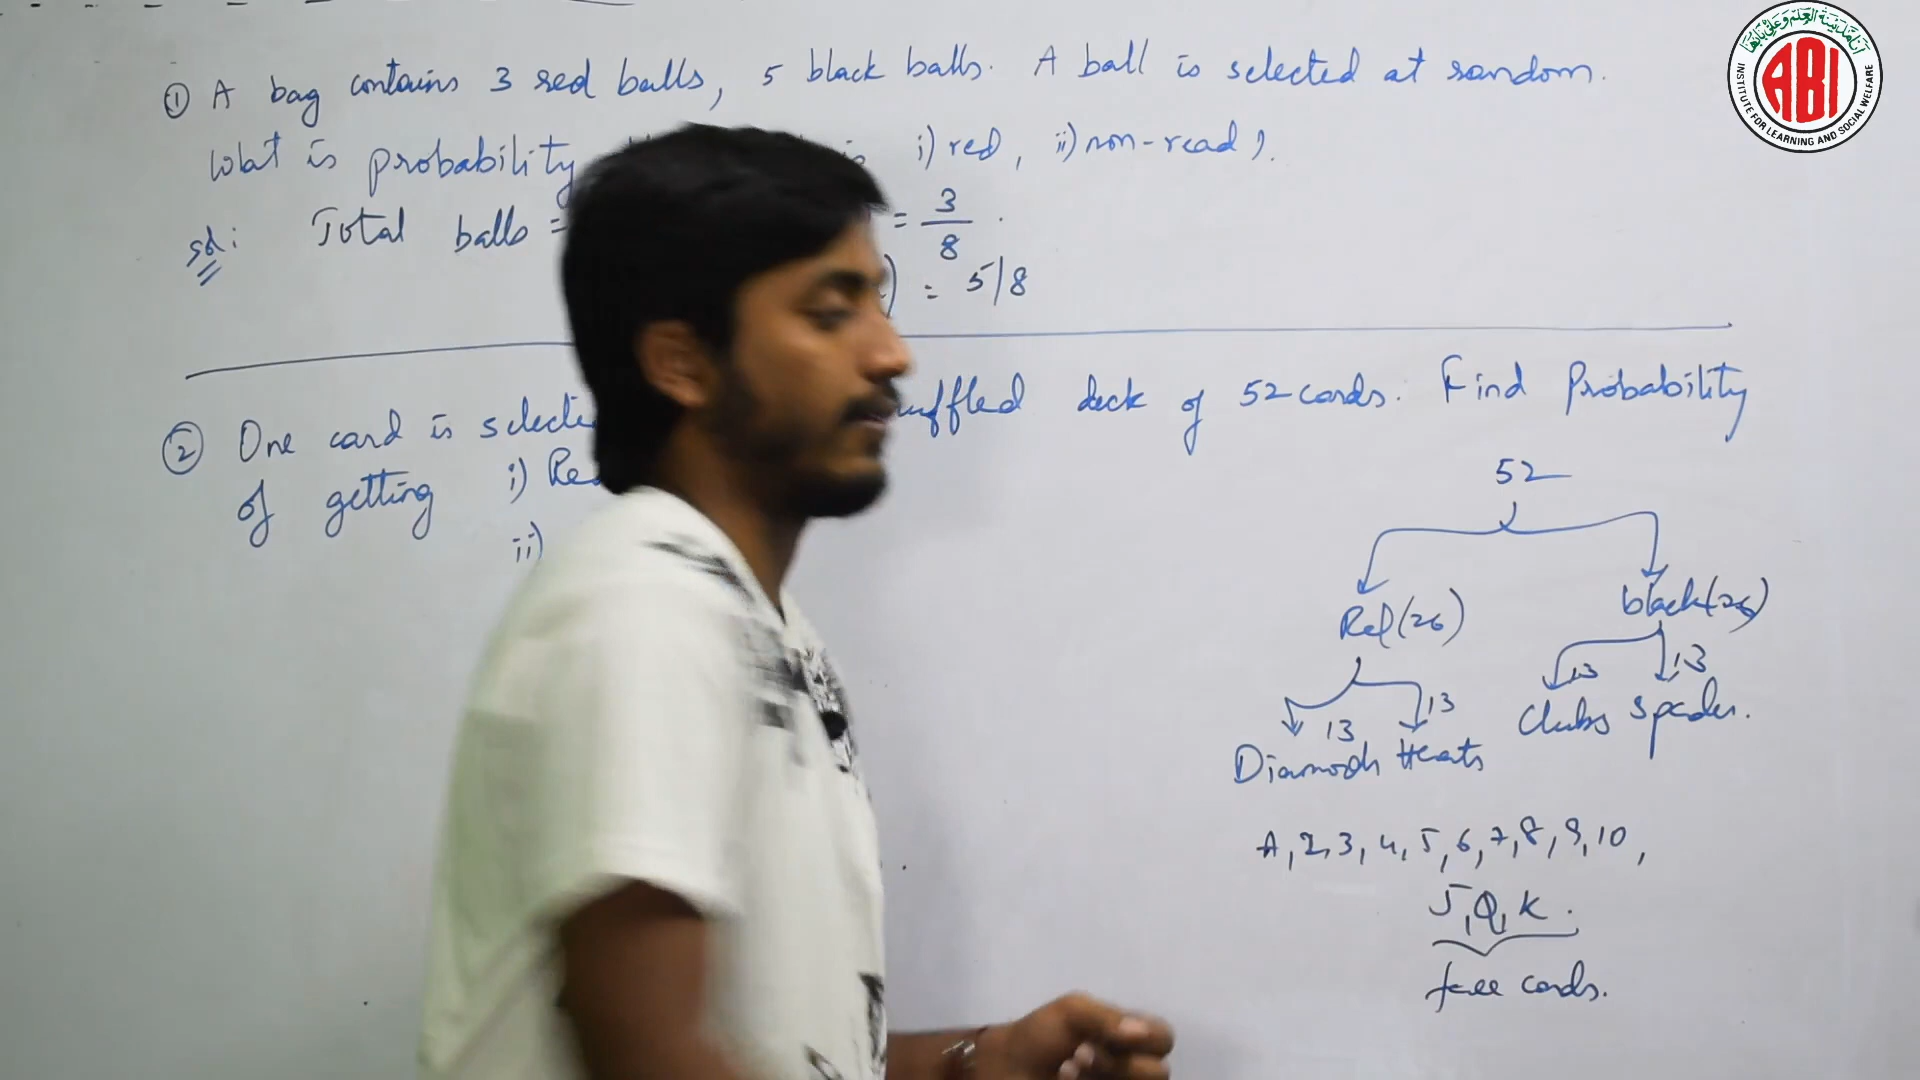 ① A bag contains 3 red balls, 5 black balls. A ball is selected at random.
What is probability i) red, ii) non-read).
sol: Total balls = = 3/8.
) = 5/8
② One card is selecte uffled deck of 52 cards. Find Probability
of getting i) Re
ii)
52
Red (26) black (26)
13 13 13 13
Diamonds Hearts Clubs Spades.
A, 2, 3, 4, 5, 6, 7, 8, 9, 10,
J, Q, K.
face cards.
ABI
INSTITUTE FOR LEARNING AND SOCIAL WELFARE